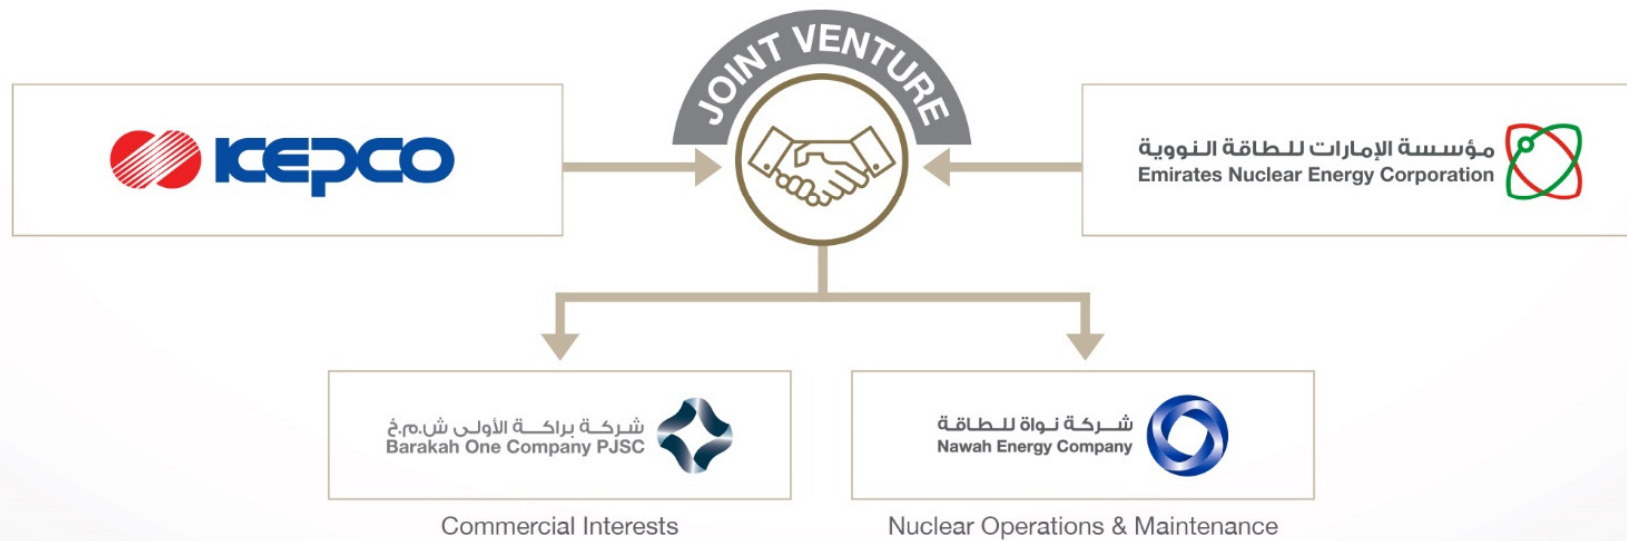 JOINT VENTURE
KEPCO
مؤسسة الإمارات للطاقة النووية
Emirates Nuclear Energy Corporation
شركة براكة الأولى ش.م.خ
Barakah One Company PJSC
Commercial Interests
شركة نواة للطاقة
Nawah Energy Company
Nuclear Operations & Maintenance